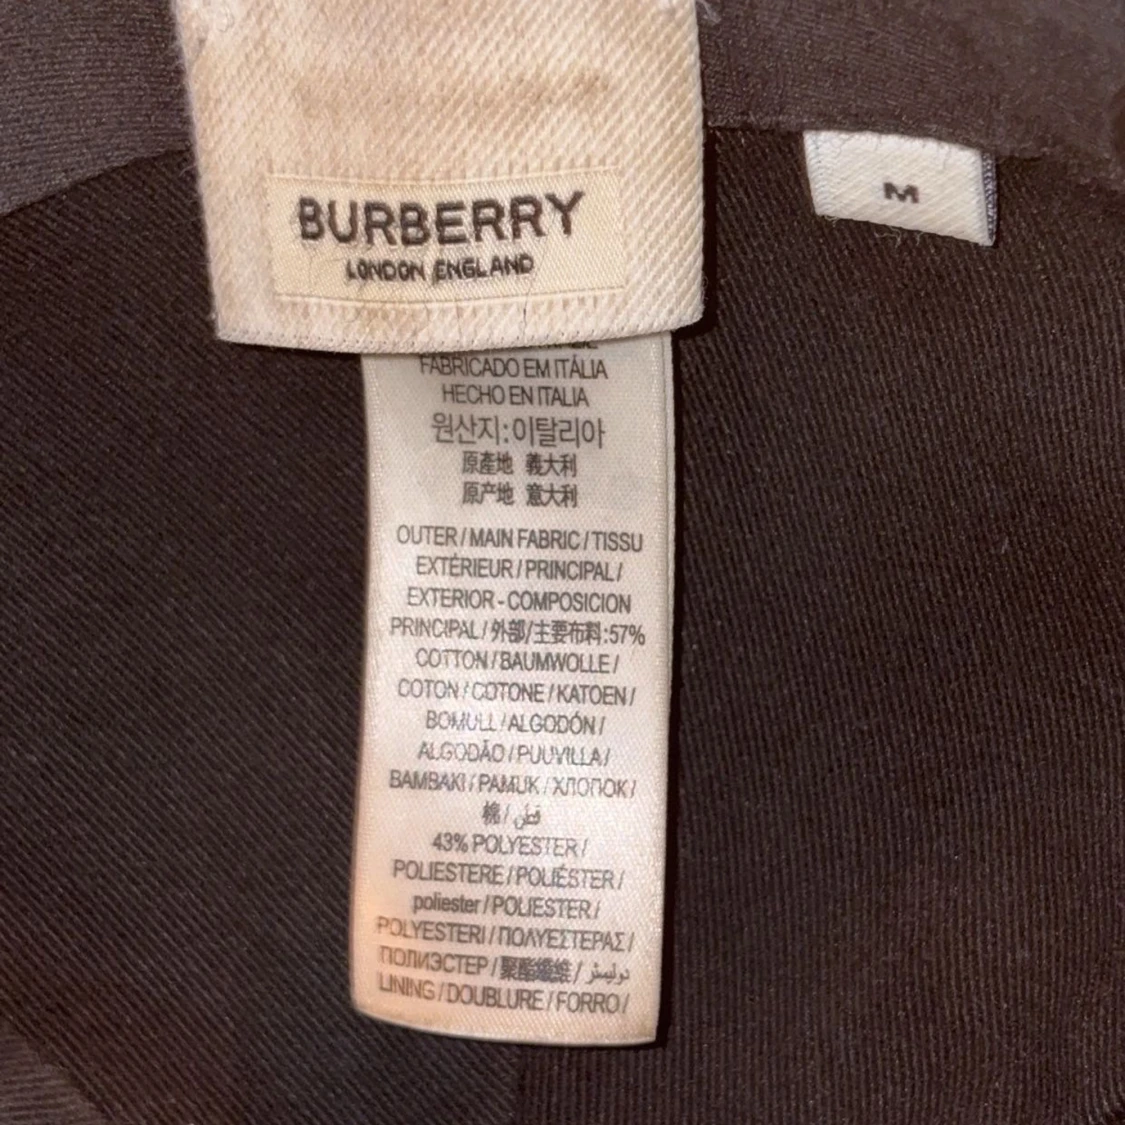 BURBERRY
LONDON ENGLAND
M
FABRICADO EM ITÁLIA
HECHO EN ITALIA
원산지:이탈리아
原產地 義大利
原产地 意大利
OUTER / MAIN FABRIC / TISSU
EXTÉRIEUR / PRINCIPAL /
EXTERIOR - COMPOSICION
PRINCIPAL / 外部/主要布料:57%
COTTON / BAUMWOLLE /
COTON / COTONE / KATOEN /
BOMULL / ALGODÓN /
ALGODÃO / PUUVILLA /
BAMBAKI / PAMUK / ХЛОПОК /
棉 / قطن
43% POLYESTER /
POLIESTERE / POLIÉSTER /
poliester / POLIESTER /
POLYESTERI / ΠΟΛΥΕΣΤΕΡΑΣ /
ПОЛИЭСТЕР / 聚酯纖維 /
LINING / DOUBLURE / FORRO /